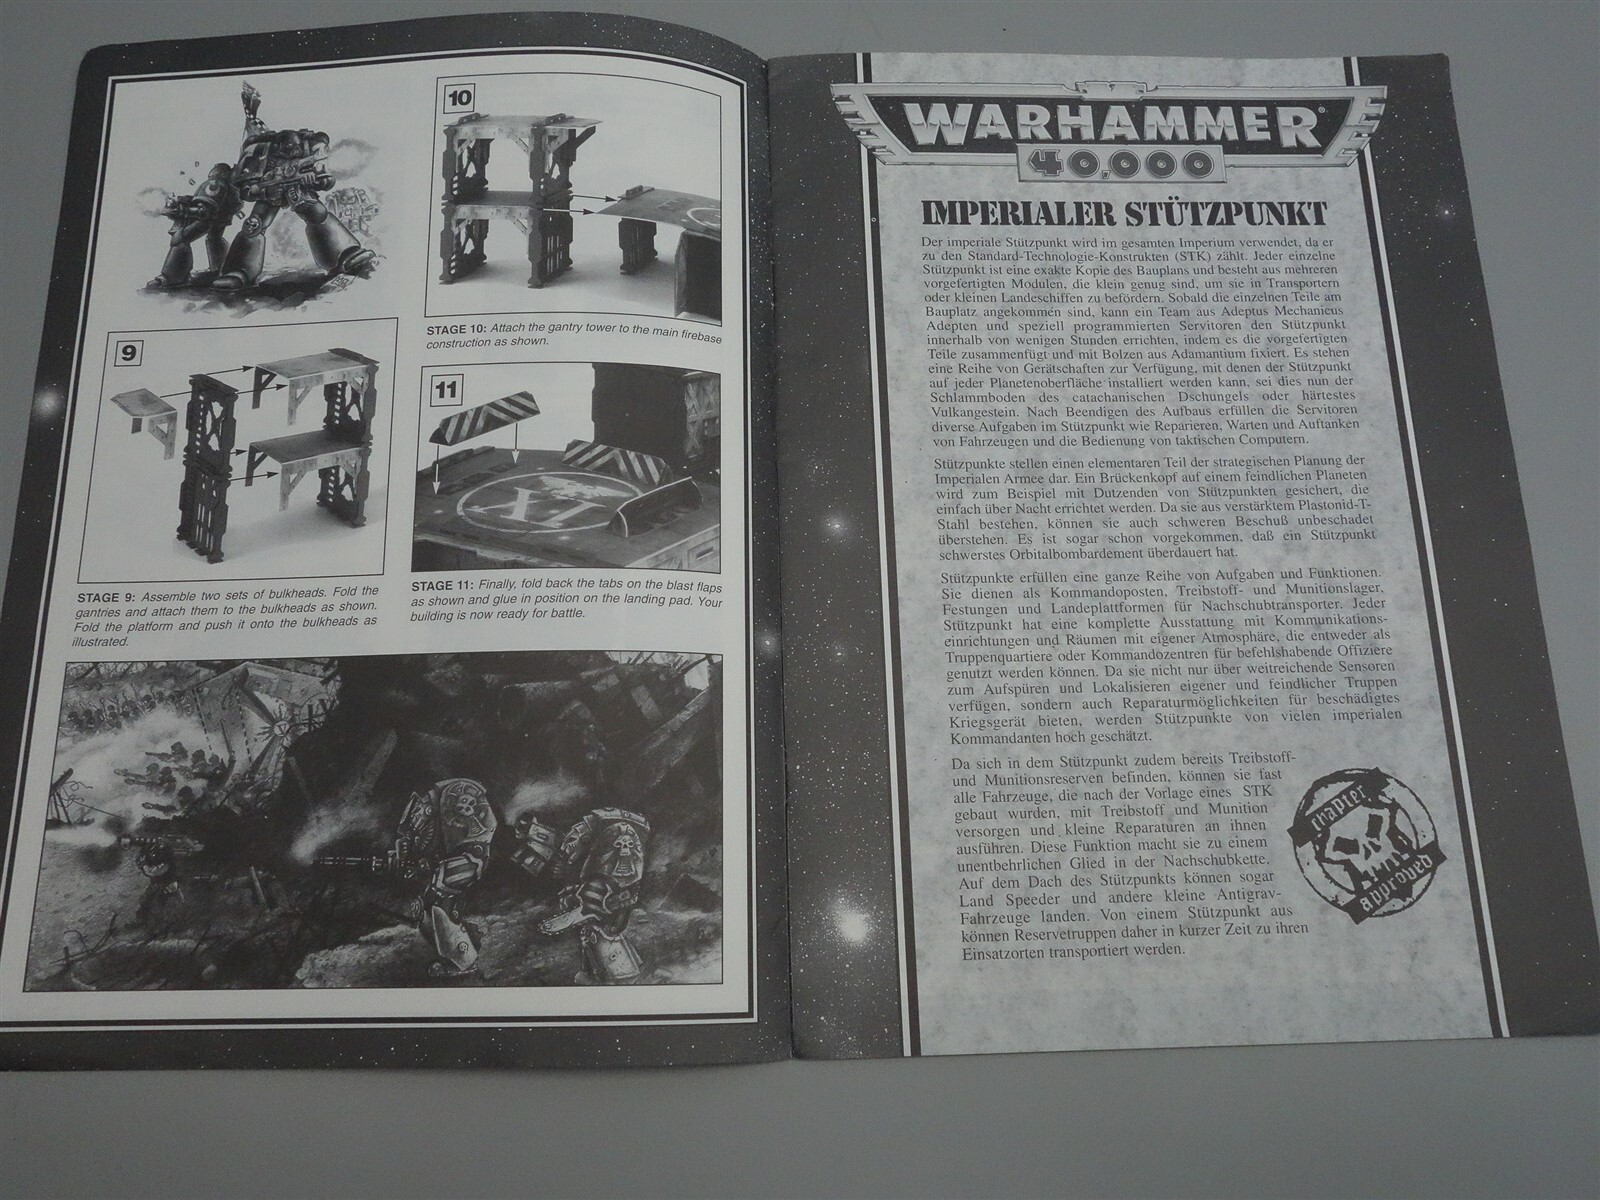 10
STAGE 10: Attach the gantry tower to the main firebase
construction as shown.
9
STAGE 9: Assemble two sets of bulkheads. Fold the
gantries and attach them to the bulkheads as shown.
Fold the platform and push it onto the bulkheads as
illustrated.
11
STAGE 11: Finally, fold back the tabs on the blast flaps
as shown and glue in position on the landing pad. Your
building is now ready for battle.
WARHAMMER®
40,000
IMPERIALER STÜTZPUNKT
Der imperiale Stützpunkt wird im gesamten Imperium verwendet, da er
zu den Standard-Technologie-Konstrukten (STK) zählt. Jeder einzelne
Stützpunkt ist eine exakte Kopie des Bauplans und besteht aus mehreren
vorgefertigten Modulen, die klein genug sind, um sie in Transportern
oder kleinen Landeschiffen zu befördern. Sobald die einzelnen Teile am
Bauplatz angekommen sind, kann ein Team aus Adeptus Mechanicus
Adepten und speziell programmierten Servitoren den Stützpunkt
innerhalb von wenigen Stunden errichten, indem es die vorgefertigten
Teile zusammenfügt und mit Bolzen aus Adamantium fixiert. Es stehen
eine Reihe von Gerätschaften zur Verfügung, mit denen der Stützpunkt
auf jeder Planetenoberfläche installiert werden kann, sei dies nun der
Schlammboden des catachanischen Dschungels oder härtestes
Vulkangestein. Nach Beendigen des Aufbaus erfüllen die Servitoren
diverse Aufgaben im Stützpunkt wie Reparieren, Warten und Auftanken
von Fahrzeugen und die Bedienung von taktischen Computern.
Stützpunkte stellen einen elementaren Teil der strategischen Planung der
Imperialen Armee dar. Ein Brückenkopf auf einem feindlichen Planeten
wird zum Beispiel mit Dutzenden von Stützpunkten gesichert, die
einfach über Nacht errichtet werden. Da sie aus verstärktem Plastonid-T-
Stahl bestehen, können sie auch schweren Beschuß unbeschadet
überstehen. Es ist sogar schon vorgekommen, daß ein Stützpunkt
schwerstes Orbitalbombardement überdauert hat.
Stützpunkte erfüllen eine ganze Reihe von Aufgaben und Funktionen.
Sie dienen als Kommandoposten, Treibstoff- und Munitionslager,
Festungen und Landeplattformen für Nachschubtransporter. Jeder
Stützpunkt hat eine komplette Ausstattung mit Kommunikations-
einrichtungen und Räumen mit eigener Atmosphäre, die entweder als
Truppenquartiere oder Kommandozentren für befehlshabende Offiziere
genutzt werden können. Da sie nicht nur über weitreichende Sensoren
zum Aufspüren und Lokalisieren eigener und feindlicher Truppen
verfügen, sondern auch Reparaturmöglichkeiten für beschädigtes
Kriegsgerät bieten, werden Stützpunkte von vielen imperialen
Kommandanten hoch geschätzt.
Da sich in dem Stützpunkt zudem bereits Treibstoff-
und Munitionsreserven befinden, können sie fast
alle Fahrzeuge, die nach der Vorlage eines STK
gebaut wurden, mit Treibstoff und Munition
versorgen und kleine Reparaturen an ihnen
ausführen. Diese Funktion macht sie zu einem
unentbehrlichen Glied in der Nachschubkette.
Auf dem Dach des Stützpunkts können sogar
Land Speeder und andere kleine Antigrav-
Fahrzeuge landen. Von einem Stützpunkt aus
können Reservetruppen daher in kurzer Zeit zu ihren
Einsatzorten transportiert werden.
chapter
approved